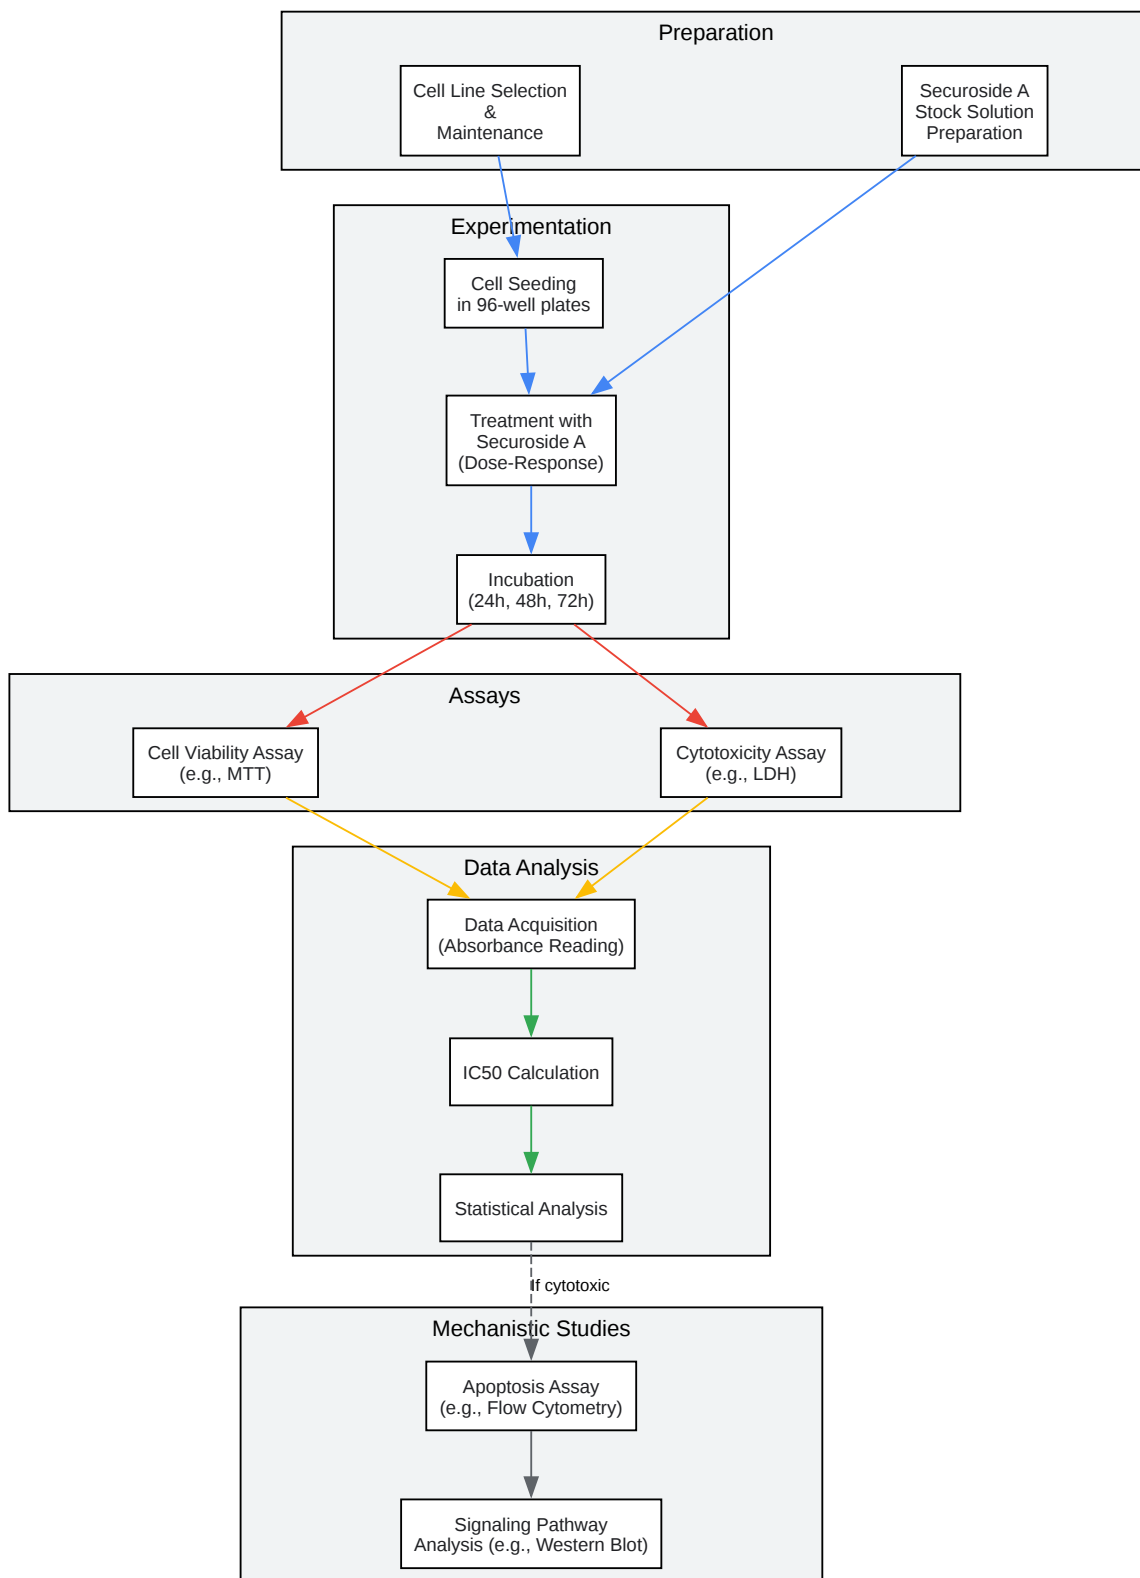 Preparation
Cell Line Selection
&
Maintenance
Securoside A
Stock Solution
Preparation
Experimentation
Cell Seeding
in 96-well plates
Treatment with
Securoside A
(Dose-Response)
Incubation
(24h, 48h, 72h)
Assays
Cell Viability Assay
(e.g., MTT)
Cytotoxicity Assay
(e.g., LDH)
Data Analysis
Data Acquisition
(Absorbance Reading)
IC50 Calculation
Statistical Analysis
If cytotoxic
Mechanistic Studies
Apoptosis Assay
(e.g., Flow Cytometry)
Signaling Pathway
Analysis (e.g., Western Blot)